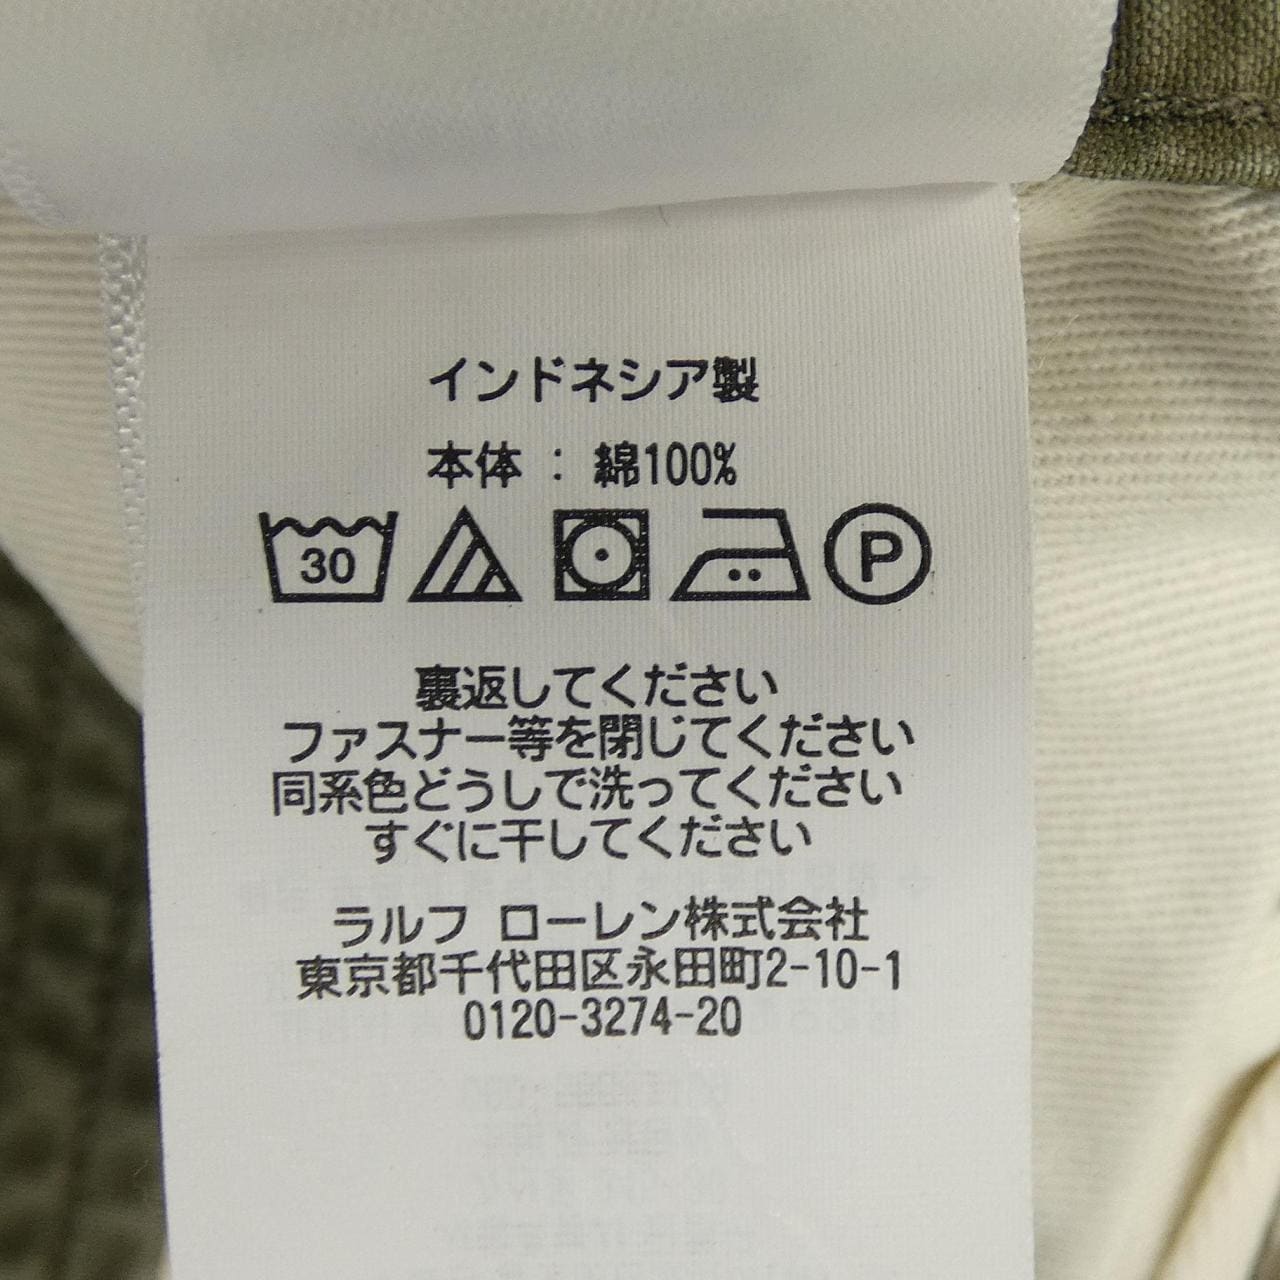 インドネシア製
本体 : 綿100%
30 P
裏返してください
ファスナー等を閉じてください
同系色どうしで洗ってください
すぐに干してください
ラルフ ローレン株式会社
東京都千代田区永田町2-10-1
0120-3274-20